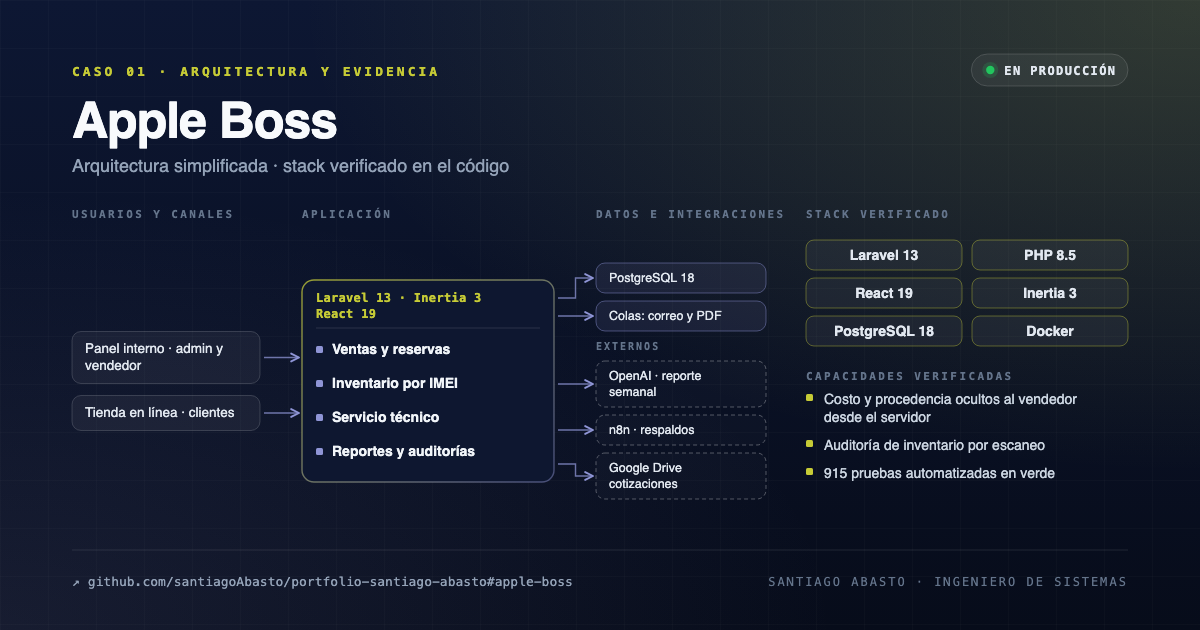 CASO 01 · ARQUITECTURA Y EVIDENCIA
EN PRODUCCIÓN
Apple Boss
Arquitectura simplificada · stack verificado en el código
USUARIOS Y CANALES
Panel interno · admin y
vendedor
Tienda en línea · clientes
APLICACIÓN
Laravel 13 · Inertia 3
React 19
Ventas y reservas
Inventario por IMEI
Servicio técnico
Reportes y auditorías
DATOS E INTEGRACIONES
PostgreSQL 18
Colas: correo y PDF
EXTERNOS
OpenAI · reporte
semanal
n8n · respaldos
Google Drive
cotizaciones
STACK VERIFICADO
Laravel 13
PHP 8.5
React 19
Inertia 3
PostgreSQL 18
Docker
CAPACIDADES VERIFICADAS
Costo y procedencia ocultos al vendedor
desde el servidor
Auditoría de inventario por escaneo
915 pruebas automatizadas en verde
↗ github.com/santiagoAbasto/portfolio-santiago-abasto#apple-boss
SANTIAGO ABASTO · INGENIERO DE SISTEMAS